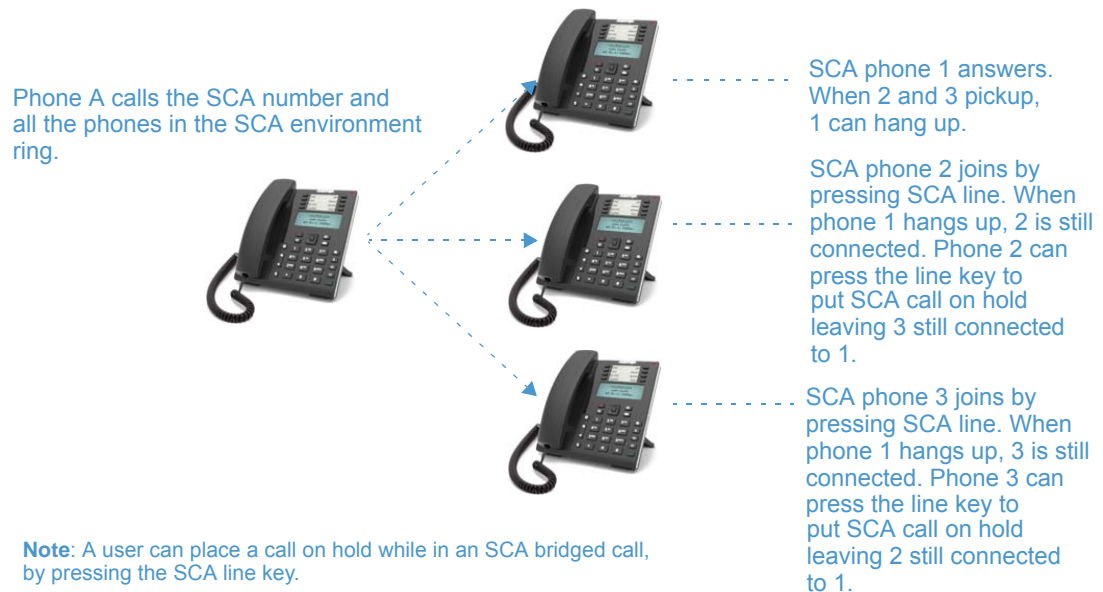 Phone A calls the SCA number and
all the phones in the SCA environment
ring.
SCA phone 1 answers.
When 2 and 3 pickup,
1 can hang up.
SCA phone 2 joins by
pressing SCA line. When
phone 1 hangs up, 2 is still
connected. Phone 2 can
press the line key to
put SCA call on hold
leaving 3 still connected
to 1.
SCA phone 3 joins by
pressing SCA line. When
phone 1 hangs up, 3 is still
connected. Phone 3 can
press the line key to
put SCA call on hold
leaving 2 still connected
to 1.
Note: A user can place a call on hold while in an SCA bridged call,
by pressing the SCA line key.